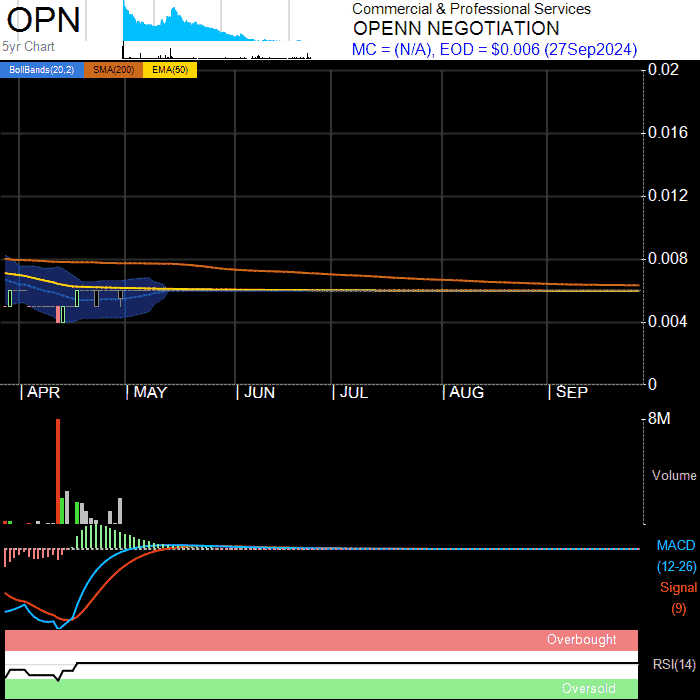 OPN
5yr Chart
Commercial & Professional Services
OPENN NEGOTIATION
MC = (N/A), EOD = $0.006 (27Sep2024)
BollBands(20,2) SMA(200) EMA(50)
0.02
0.016
0.012
0.008
0.004
0
APR MAY JUN JUL AUG SEP
8M
Volume
MACD
(12-26)
Signal
(9)
Overbought
RSI(14)
Oversold